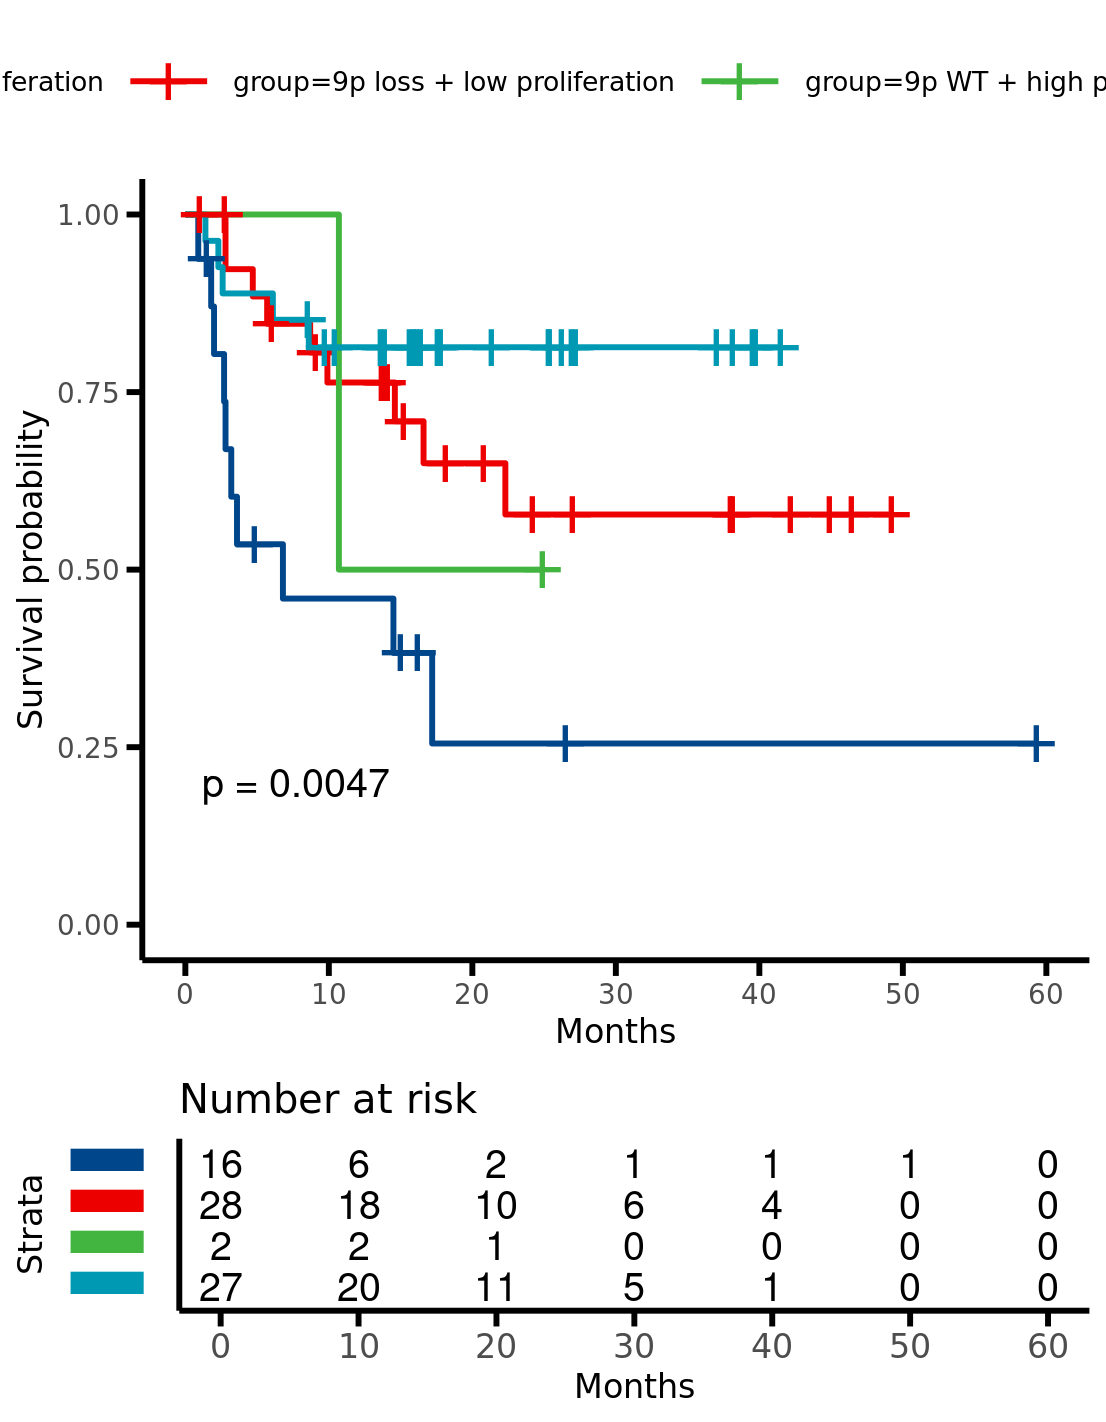 feration group=9p loss + low proliferation group=9p WT + high p
1.00
0.75
0.50
0.25
0.00
Survival probability
p = 0.0047
0 10 20 30 40 50 60
Months
Number at risk
Strata
16 6 2 1 1 1 0
28 18 10 6 4 0 0
2 2 1 0 0 0 0
27 20 11 5 1 0 0
0 10 20 30 40 50 60
Months